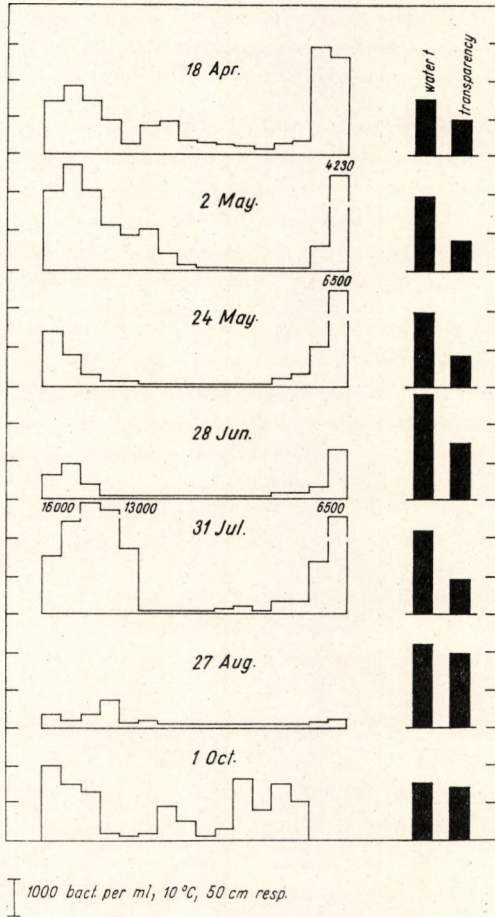 18 Apr.
water t
transparency
4230
2 May.
6500
24 May.
28 Jun.
16000 13000 6500
31 Jul.
27 Aug.
1 Oct.
1000 bact. per ml, 10 °C, 50 cm resp.